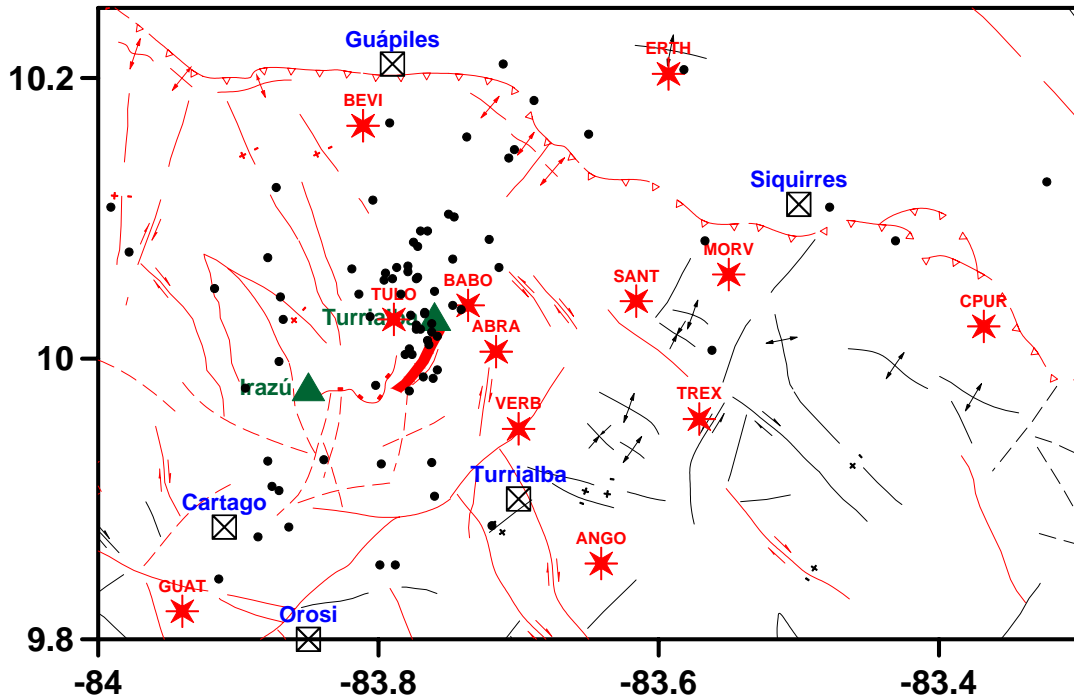 Guápiles
ERTH
10.2
BEVI
Siquirres
MORV
SANT
BABO
TULO
CPUR
Turrialba
ABRA
10
Irazú
TREX
VERB
Turrialba
Cartago
ANGO
GUAT
Orosi
9.8
-84
-83.8
-83.6
-83.4